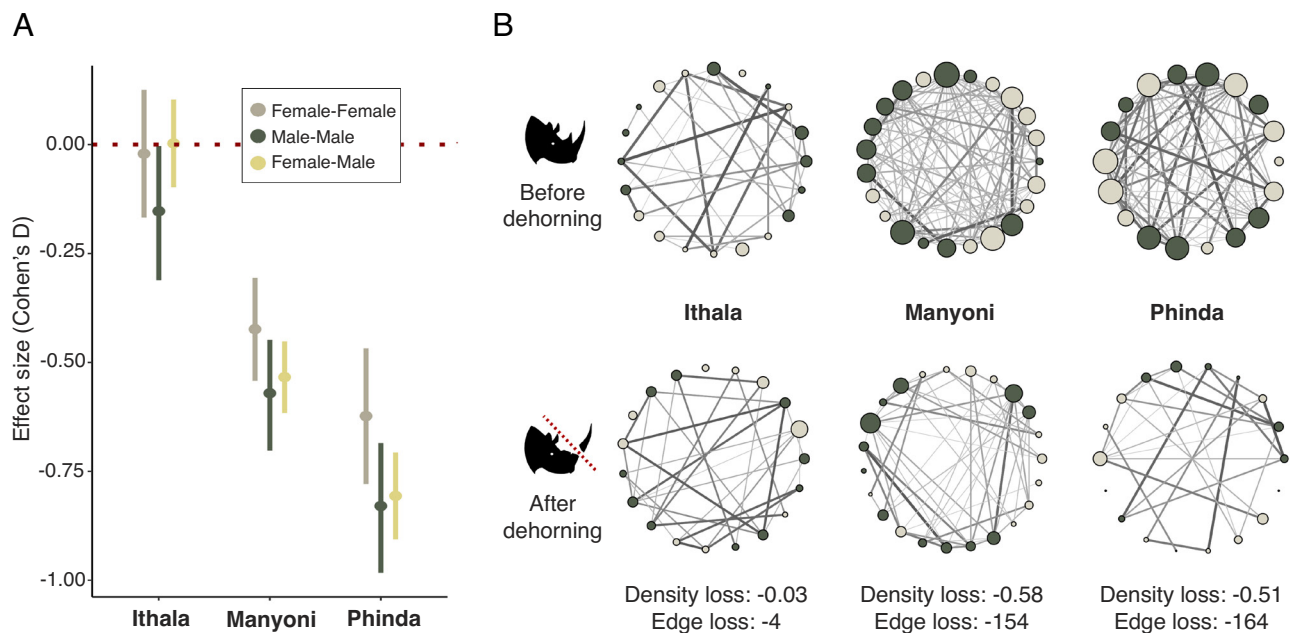 A
Effect size (Cohen's D)
0.00
-0.25
-0.50
-0.75
-1.00
Female-Female
Male-Male
Female-Male
Ithala
Manyoni
Phinda
B
Before
dehorning
Ithala
Manyoni
Phinda
After
dehorning
Density loss: -0.03
Edge loss: -4
Density loss: -0.58
Edge loss: -154
Density loss: -0.51
Edge loss: -164